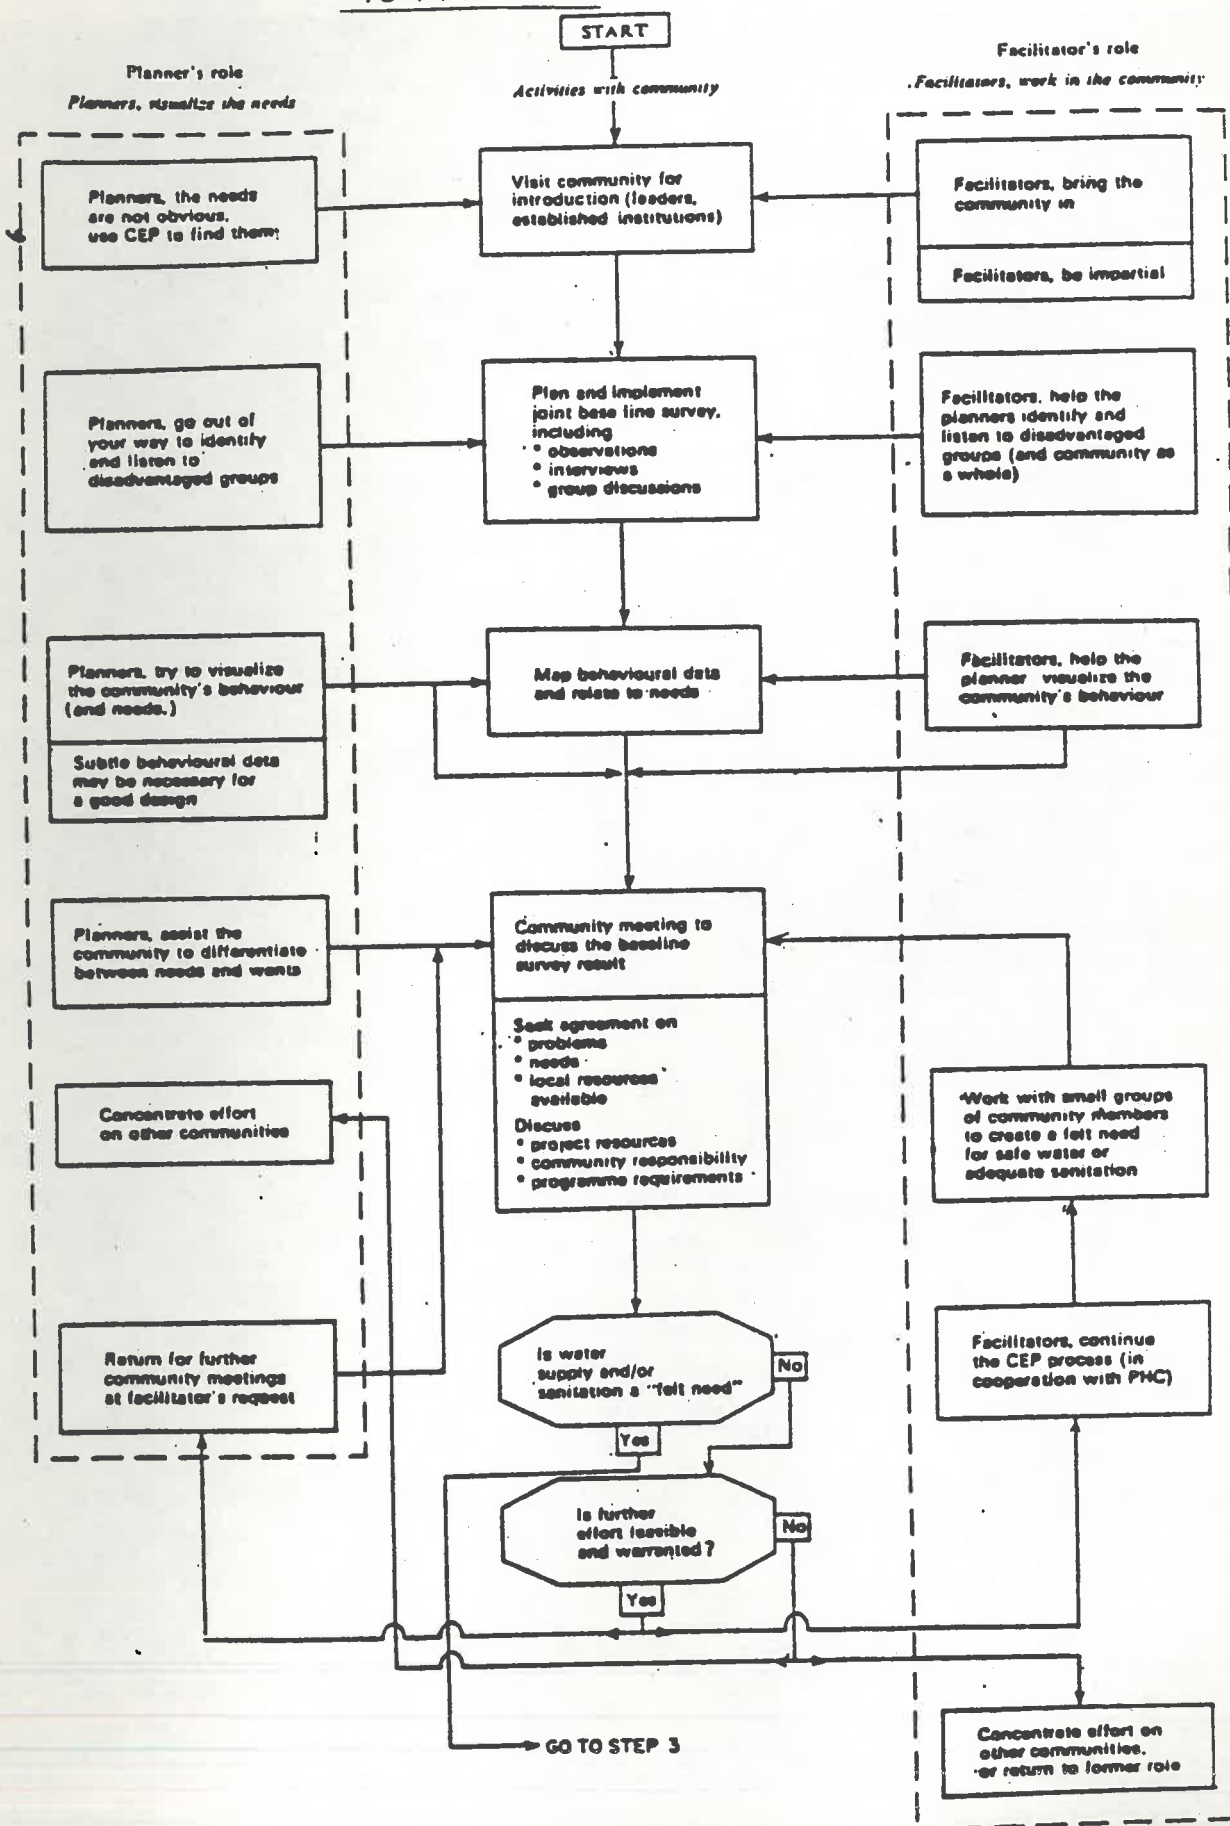 START
Planner's role
Planners, visualize the needs
Activities with community
Facilitator's role
Facilitators, work in the community
Planners, the needs
are not obvious,
use CEP to find them;
Visit community for
introduction (leaders,
established institutions)
Facilitators, bring the
community in
Facilitators, be impartial
Planners, go out of
your way to identify
and listen to
disadvantaged groups
Plan and implement
joint base line survey,
including
• observations
• interviews
• group discussions
Facilitators, help the
planners identify and
listen to disadvantaged
groups (and community as
a whole)
Planners, try to visualize
the community's behaviour
(and needs.)
Subtle behavioural data
may be necessary for
a good design
Map behavioural data
and relate to needs
Facilitators, help the
planner visualize the
community's behaviour
Planners, assist the
community to differentiate
between needs and wants
Community meeting to
discuss the baseline
survey result
Seek agreement on
• problems
• needs
• local resources
available
Discuss
• project resources
• community responsibility
• programme requirements
Concentrate effort
on other communities
Work with small groups
of community members
to create a felt need
for safe water or
adequate sanitation
Return for further
community meetings
at facilitator's request
Is water
supply and/or
sanitation a "felt need"
No
Yes
Facilitators, continue
the CEP process (in
cooperation with PHC)
Is further
effort feasible
and warranted?
No
Yes
GO TO STEP 3
Concentrate effort on
other communities,
or return to former role